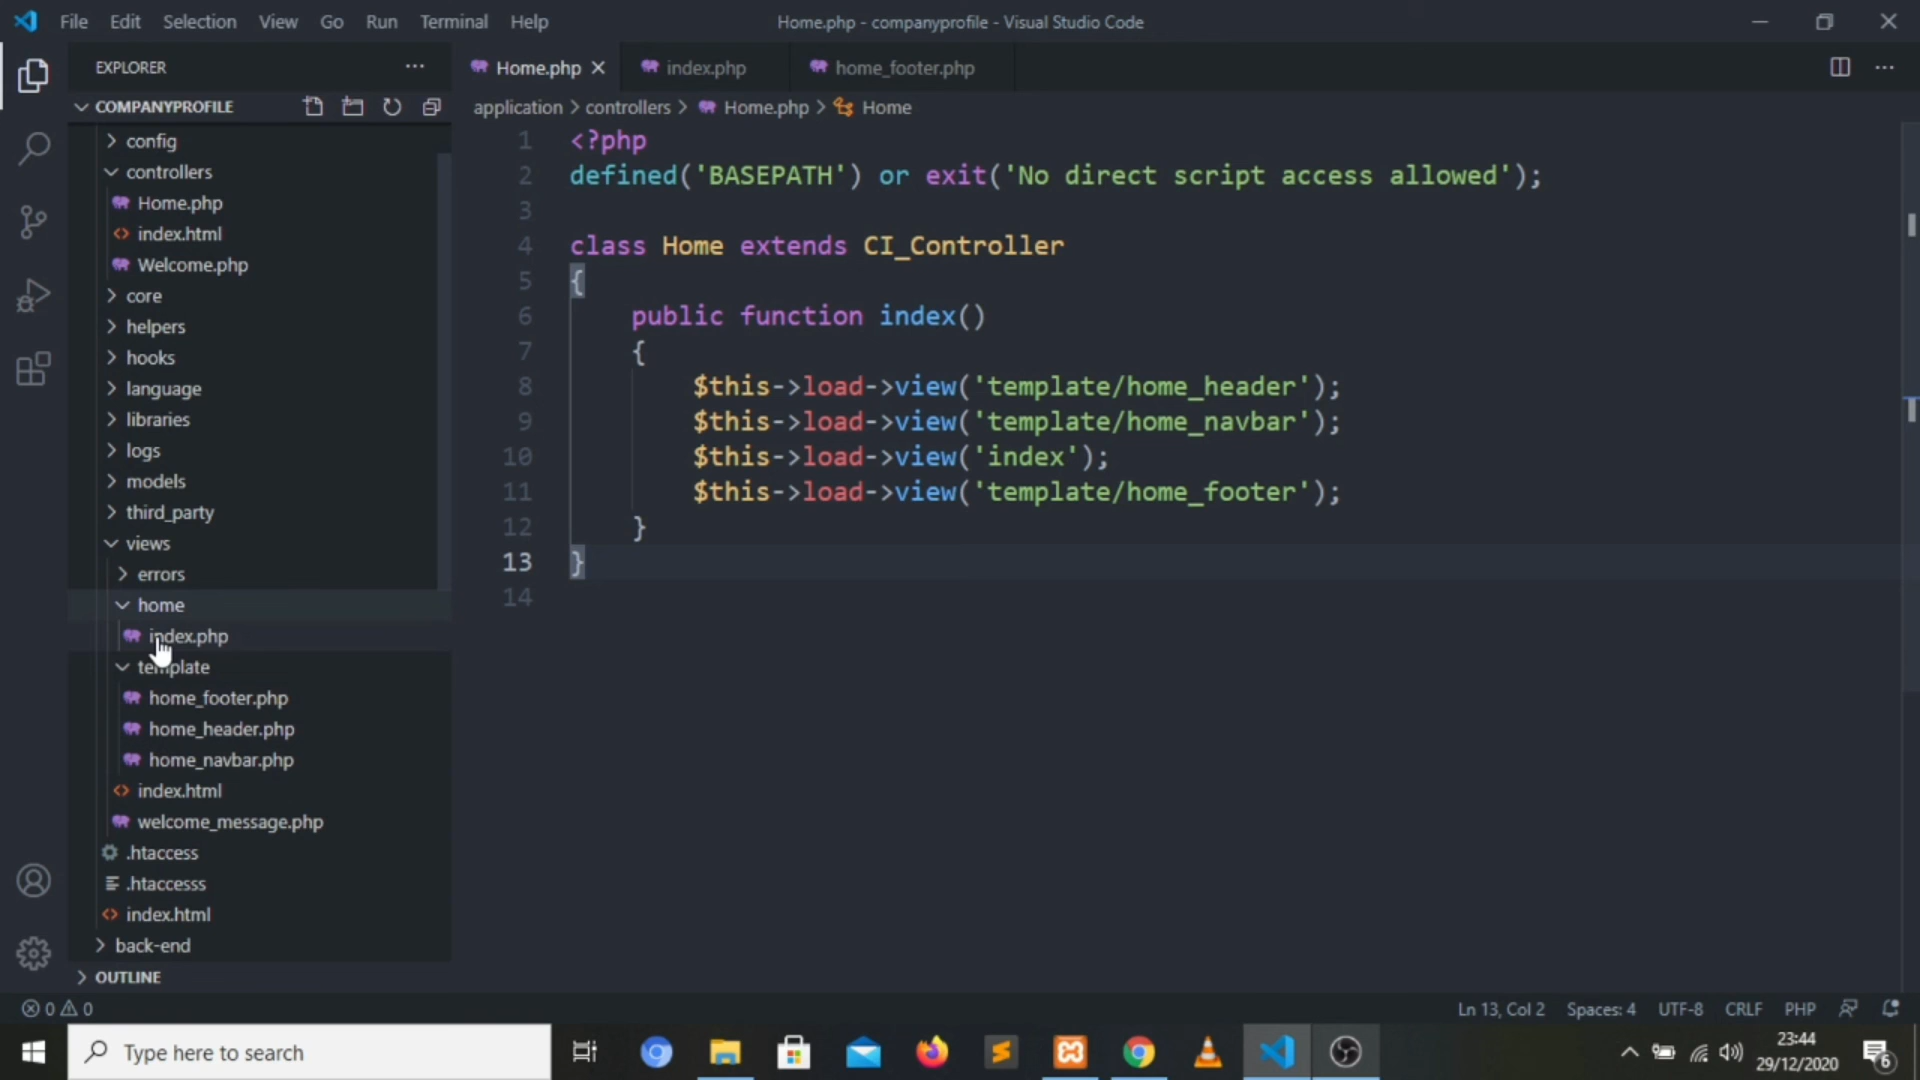 File Edit Selection View Go Run Terminal Help Home.php - companyprofile - Visual Studio Code
EXPLORER
Home.php index.php home_footer.php
COMPANYPROFILE
application > controllers > Home.php > Home
config
controllers
Home.php
index.html
Welcome.php
core
helpers
hooks
language
libraries
logs
models
third_party
views
errors
home
index.php
template
home_footer.php
home_header.php
home_navbar.php
index.html
welcome_message.php
.htaccess
.htaccesss
index.html
back-end
OUTLINE
1 <?php
2 defined('BASEPATH') or exit('No direct script access allowed');
3
4 class Home extends CI_Controller
5 {
6 public function index()
7 {
8 $this->load->view('template/home_header');
9 $this->load->view('template/home_navbar');
10 $this->load->view('index');
11 $this->load->view('template/home_footer');
12 }
13 }
14
0 0 Ln 13, Col 2 Spaces: 4 UTF-8 CRLF PHP
Type here to search
23:44
29/12/2020
6